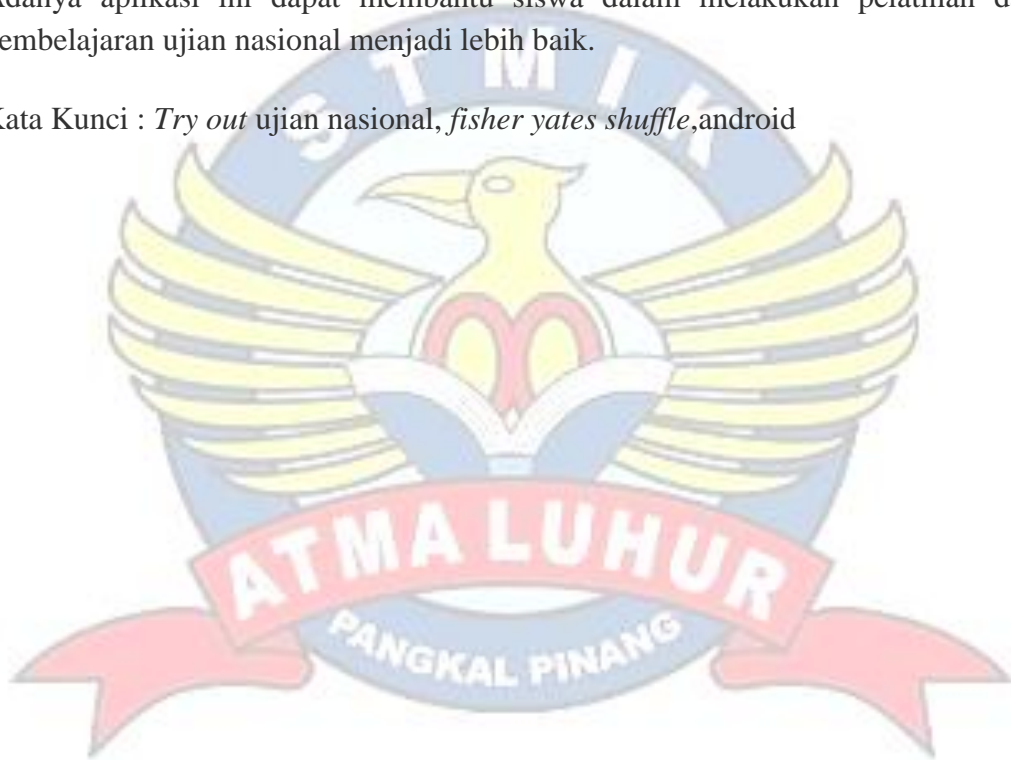 Adanya aplikasi ini dapat membantu siswa dalam melakukan pelatihan d
embelajaran ujian nasional menjadi lebih baik.
Kata Kunci : Try out ujian nasional, fisher yates shuffle,android
STMIK
ATMA LUHUR
PANGKAL PINANG